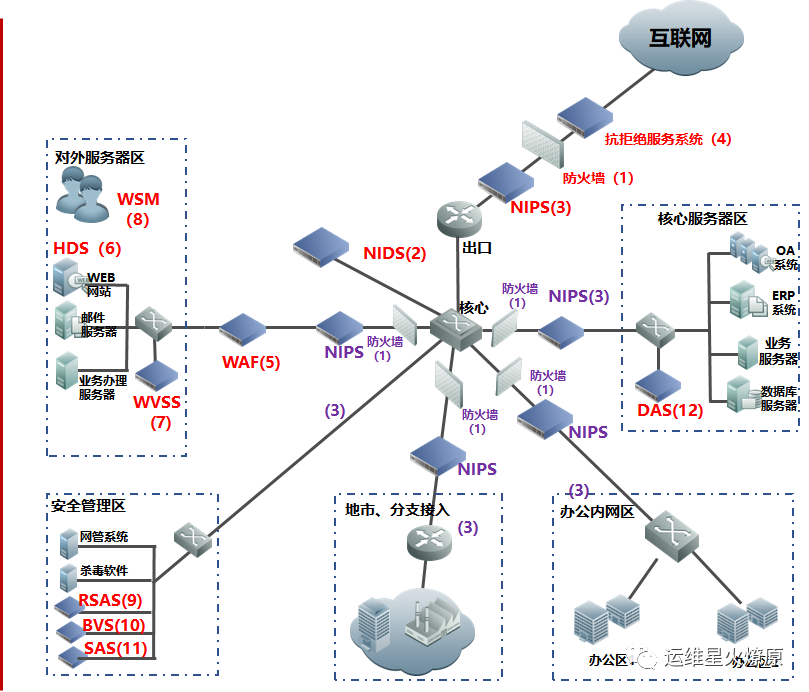 互联网
抗拒绝服务系统（4）
防火墙（1）
NIPS(3)
出口
对外服务器区
WSM
(8)
HDS（6）
WEB
网站
邮件
服务器
业务办理
服务器
WVSS
(7)
WAF(5)
NIPS
防火墙
（1）
NIDS(2)
核心
防火墙
（1）
NIPS(3)
核心服务器区
OA
系统
ERP
系统
业务
服务器
数据库
服务器
DAS(12)
防火墙
（1）
NIPS
(3)
防火墙
（1）
NIPS
(3)
(3)
安全管理区
网管系统
杀毒软件
RSAS(9)
BVS(10)
SAS(11)
地市、分支接入
办公内网区
办公区
办公区
运维星火燎原